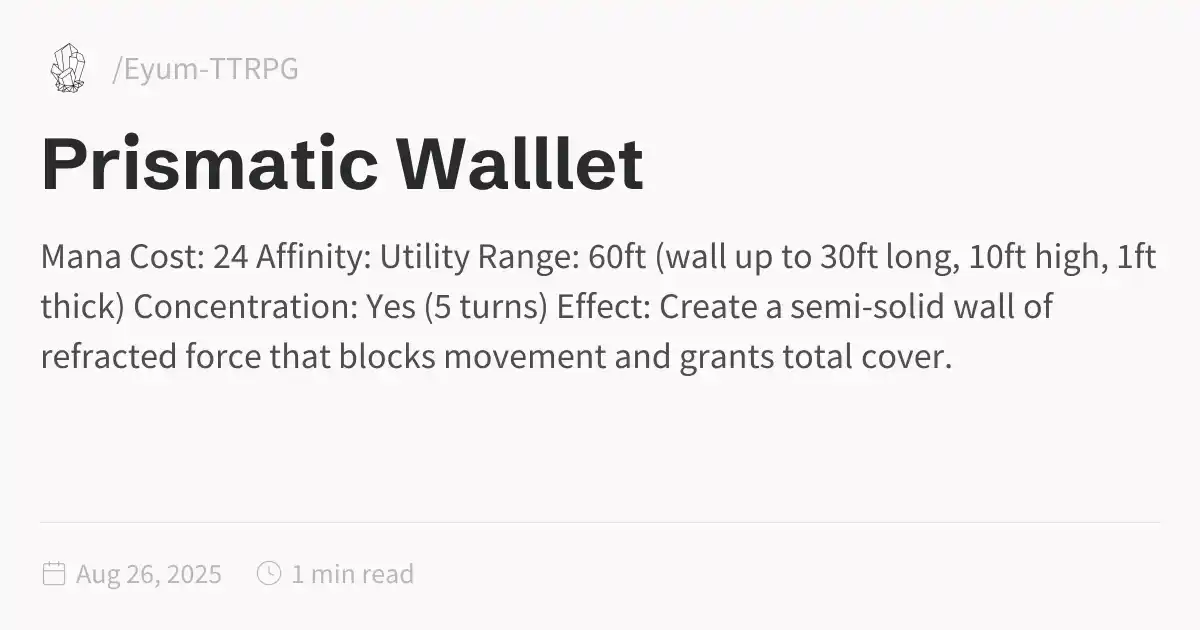 /Eyum-TTRPG
Prismatic Walllet
Mana Cost: 24 Affinity: Utility Range: 60ft (wall up to 30ft long, 10ft high, 1ft
thick) Concentration: Yes (5 turns) Effect: Create a semi-solid wall of
refracted force that blocks movement and grants total cover.
Aug 26, 2025 1 min read